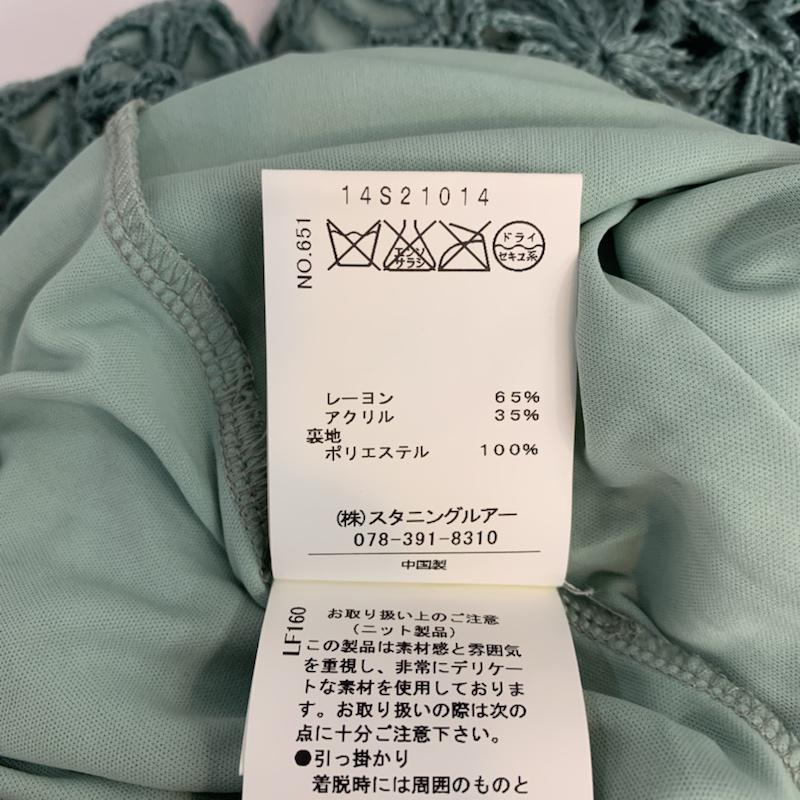 14S21014
NO.651
エンソ
サラシ
ドライ
セキユ系
レーヨン 65%
アクリル 35%
裏地
ポリエステル 100%
(株)スタニングルアー
078-391-8310
中国製
LF160
お取り扱い上のご注意
(ニット製品)
この製品は素材感と雰囲気
を重視し、非常にデリケー
トな素材を使用しておりま
す。お取り扱いの際は次の
点に十分ご注意下さい。
●引っ掛かり
着脱時には周囲のものと